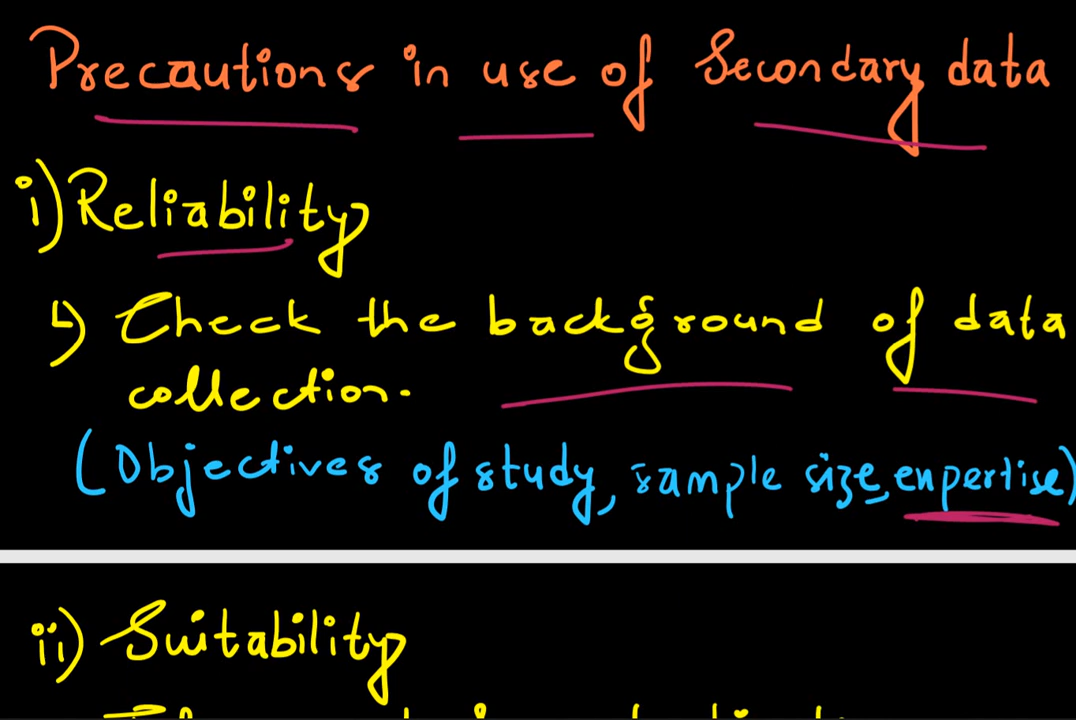 Precautions in use of Secondary data
i) Reliability
↳ Check the background of data
collection.
(Objectives of study, sample size, expertise)
ii) Suitability